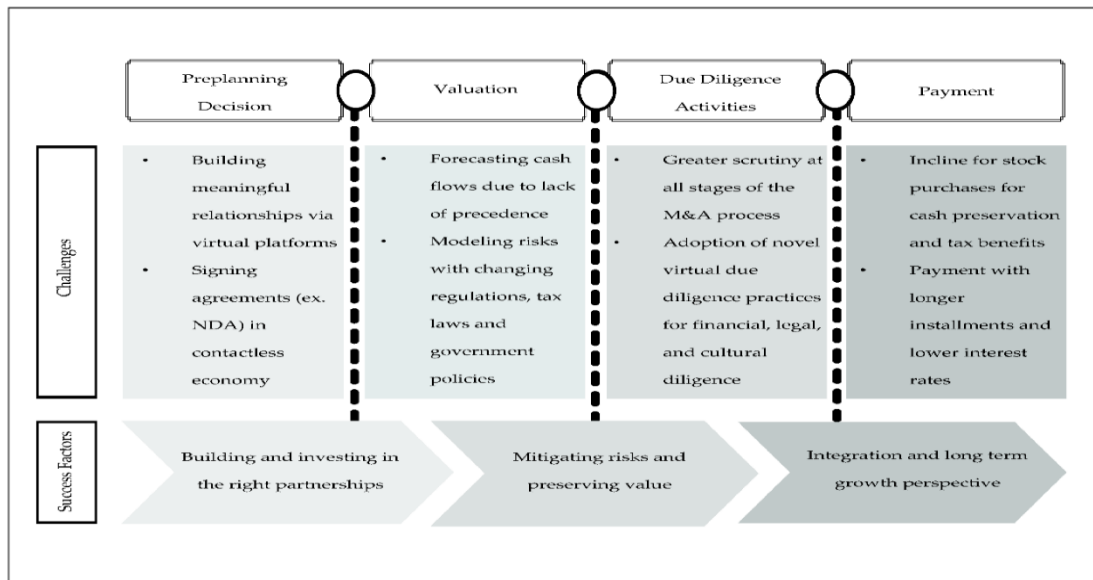 Preplanning
Decision
Valuation
Due Diligence
Activities
Payment
Challenges
• Building
meaningful
relationships via
virtual platforms
• Signing
agreements (ex.
NDA) in
contactless
economy
• Forecasting cash
flows due to lack
of precedence
• Modeling risks
with changing
regulations, tax
laws and
government
policies
• Greater scrutiny at
all stages of the
M&A process
• Adoption of novel
virtual due
diligence practices
for financial, legal,
and cultural
diligence
• Incline for stock
purchases for
cash preservation
and tax benefits
• Payment with
longer
installments and
lower interest
rates
Success Factors
Building and investing in
the right partnerships
Mitigating risks and
preserving value
Integration and long term
growth perspective